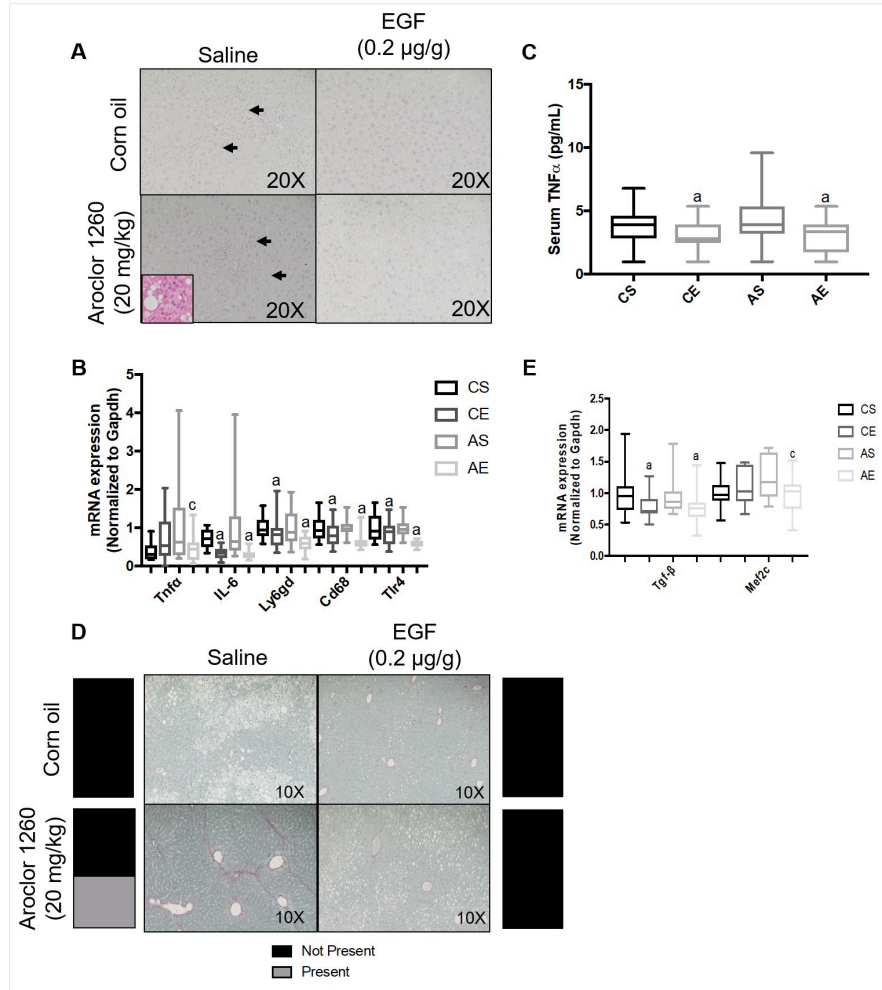 A
Saline
EGF
(0.2 µg/g)
Corn oil
20X
20X
Aroclor 1260
(20 mg/kg)
20X
20X
C
Serum TNFα (pg/mL)
15
10
5
0
a
a
CS
CE
AS
AE
B
mRNA expression
(Normalized to Gapdh)
5
4
3
2
1
0
c
a
a
a
a
a
a
a
Tnfα
IL-6
Ly6gd
Cd68
Tlr4
CS
CE
AS
AE
E
mRNA expression
(Normalized to Gapdh)
2.5
2.0
1.5
1.0
0.5
0.0
a
a
c
Tgf-β
Mef2c
CS
CE
AS
AE
D
Saline
EGF
(0.2 µg/g)
Corn oil
10X
10X
Aroclor 1260
(20 mg/kg)
10X
10X
Not Present
Present